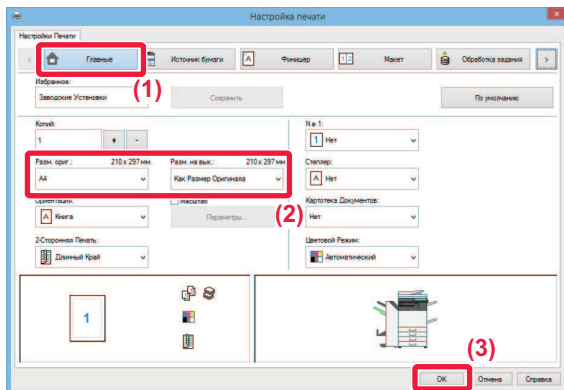 Настройка печати
Настройки Печати
Главные
Источник бумаги
Финишер
Макет
Обработка задания
(1)
Избранное:
Заводские Установки
Сохранить
По умолчанию
Копий:
1
+ -
N в 1:
1 Нет
Разм. ориг.: 210 x 297 мм.
A4
Разм. на вых.: 210 x 297 мм
Как Размер Оригинала
Степлер:
A Нет
(2)
Ориентация:
A Книга
Масштаб
Параметры...
Картотека Документов:
Нет
2-Сторонняя Печать:
Длинный Край
Цветовой Режим:
Автоматический
1
(3)
OK
Отмена
Справка